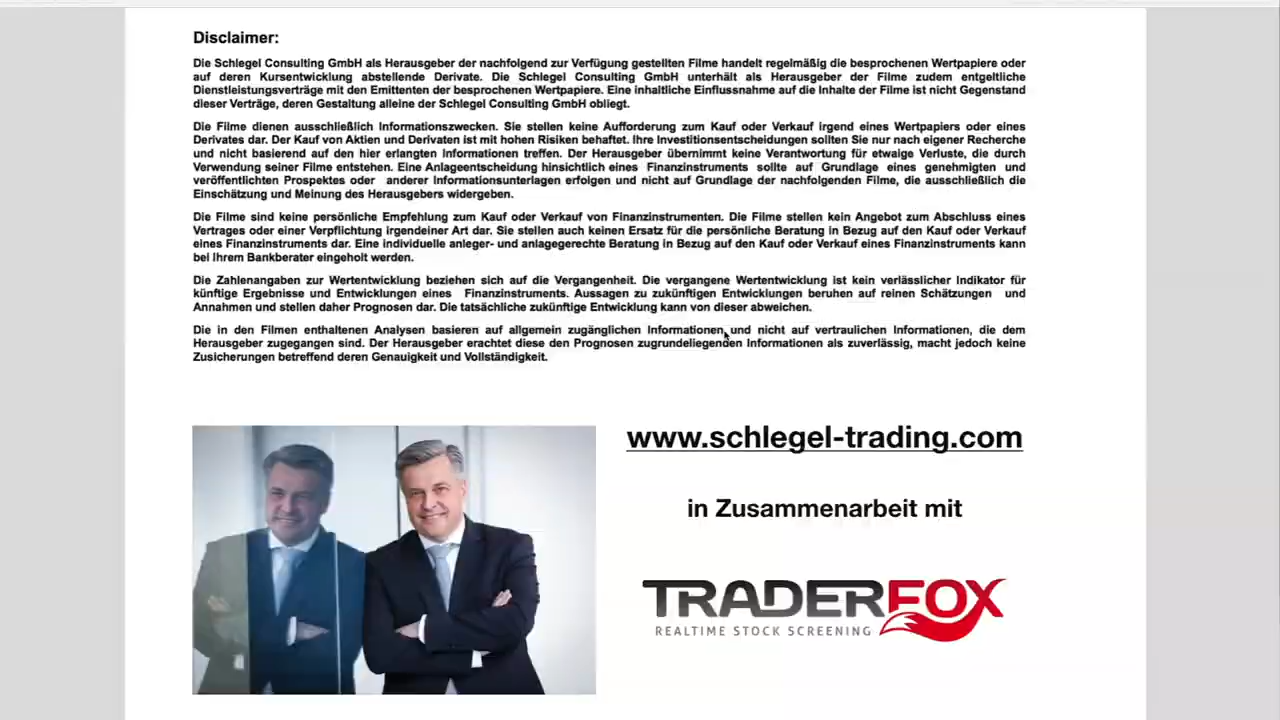 Disclaimer:
Die Schlegel Consulting GmbH als Herausgeber der nachfolgend zur Verfügung gestellten Filme handelt regelmäßig die besprochenen Wertpapiere oder
auf deren Kursentwicklung abstellende Derivate. Die Schlegel Consulting GmbH unterhält als Herausgeber der Filme zudem entgeltliche
Dienstleistungsverträge mit den Emittenten der besprochenen Wertpapiere. Eine inhaltliche Einflussnahme auf die Inhalte der Filme ist nicht Gegenstand
dieser Verträge, deren Gestaltung alleine der Schlegel Consulting GmbH obliegt.
Die Filme dienen ausschließlich Informationszwecken. Sie stellen keine Aufforderung zum Kauf oder Verkauf irgend eines Wertpapiers oder eines
Derivates dar. Der Kauf von Aktien und Derivaten ist mit hohen Risiken behaftet. Ihre Investitionsentscheidungen sollten Sie nur nach eigener Recherche
und nicht basierend auf den hier erlangten Informationen treffen. Der Herausgeber übernimmt keine Verantwortung für etwaige Verluste, die durch
Verwendung seiner Filme entstehen. Eine Anlageentscheidung hinsichtlich eines Finanzinstruments sollte auf Grundlage eines genehmigten und
veröffentlichten Prospektes oder anderer Informationsunterlagen erfolgen und nicht auf Grundlage der nachfolgenden Filme, die ausschließlich die
Einschätzung und Meinung des Herausgebers widergeben.
Die Filme sind keine persönliche Empfehlung zum Kauf oder Verkauf von Finanzinstrumenten. Die Filme stellen kein Angebot zum Abschluss eines
Vertrages oder einer Verpflichtung irgendeiner Art dar. Sie stellen auch keinen Ersatz für die persönliche Beratung in Bezug auf den Kauf oder Verkauf
eines Finanzinstruments dar. Eine individuelle anleger- und anlagegerechte Beratung in Bezug auf den Kauf oder Verkauf eines Finanzinstruments kann
bei Ihrem Bankberater eingeholt werden.
Die Zahlenangaben zur Wertentwicklung beziehen sich auf die Vergangenheit. Die vergangene Wertentwicklung ist kein verlässlicher Indikator für
künftige Ergebnisse und Entwicklungen eines Finanzinstruments. Aussagen zu zukünftigen Entwicklungen beruhen auf reinen Schätzungen und
Annahmen und stellen daher Prognosen dar. Die tatsächliche zukünftige Entwicklung kann von dieser abweichen.
Die in den Filmen enthaltenen Analysen basieren auf allgemein zugänglichen Informationen und nicht auf vertraulichen Informationen, die dem
Herausgeber zugegangen sind. Der Herausgeber erachtet diese den Prognosen zugrundeliegenden Informationen als zuverlässig, macht jedoch keine
Zusicherungen betreffend deren Genauigkeit und Vollständigkeit.
www.schlegel-trading.com
in Zusammenarbeit mit
TRADERFOX
REALTIME STOCK SCREENING